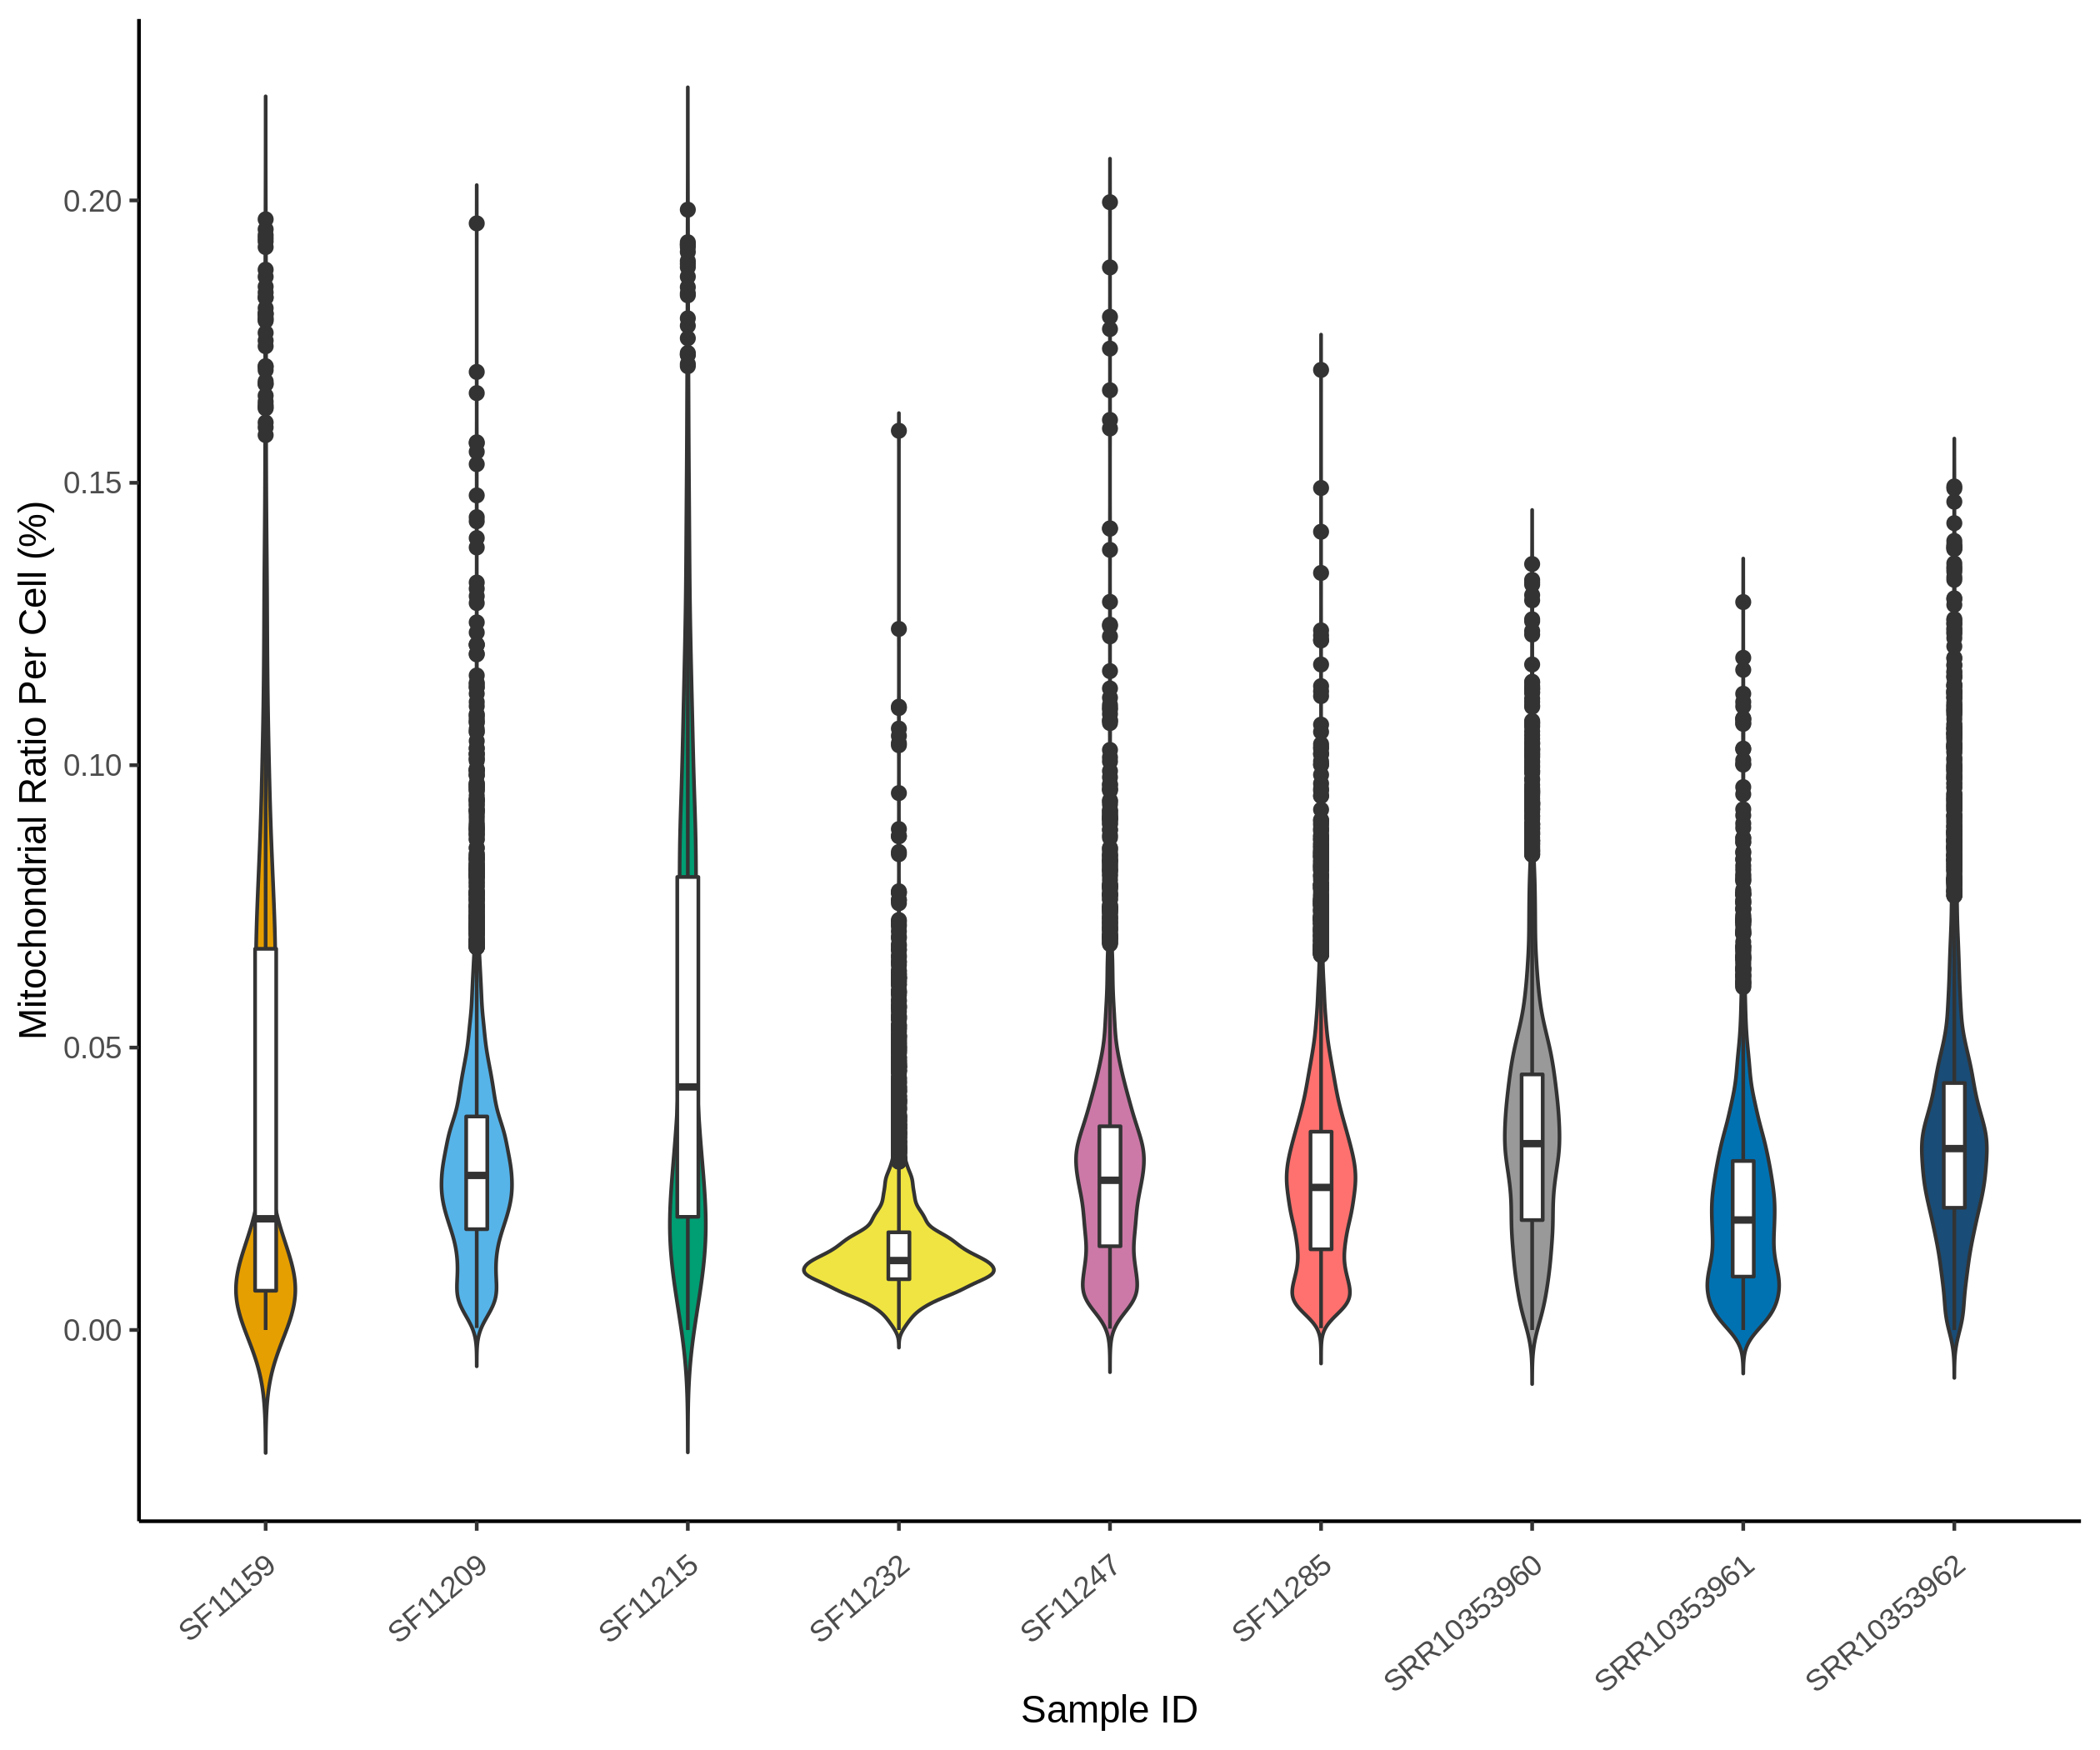 Mitochondrial Ratio Per Cell (%)
0.20
0.15
0.10
0.05
0.00
SF11159
SF11209
SF11215
SF11232
SF11247
SF11285
SRR10353960
SRR10353961
SRR10353962
Sample ID